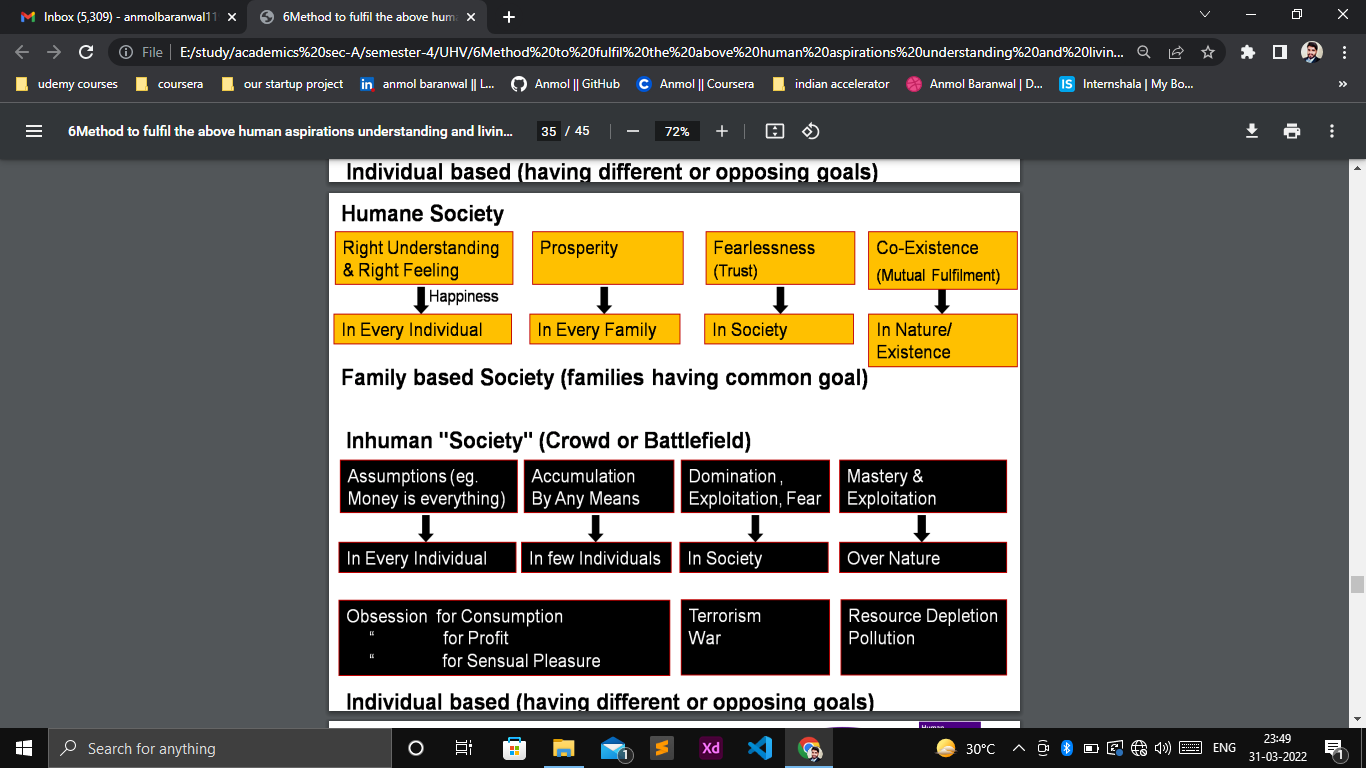 Inbox (5,309) - anmolbaranwal11
6Method to fulfil the above huma
File
E:/study/academics%20sec-A/semester-4/UHV/6Method%20to%20fulfil%20the%20above%20human%20aspirations%20understanding%20and%20livin...
udemy courses
coursera
our startup project
in
anmol baranwal || L...
Anmol || GitHub
C
Anmol || Coursera
indian accelerator
Anmol Baranwal | D...
IS
Internshala | My Bo...
»
6Method to fulfil the above human aspirations understanding and livin...
35 / 45
72%
Individual based (having different or opposing goals)
Humane Society
Right Understanding
& Right Feeling
Happiness
In Every Individual
Prosperity
In Every Family
Fearlessness
(Trust)
In Society
Co-Existence
(Mutual Fulfilment)
In Nature/
Existence
Family based Society (families having common goal)
Inhuman "Society" (Crowd or Battlefield)
Assumptions (eg.
Money is everything)
In Every Individual
Accumulation
By Any Means
In few Individuals
Domination ,
Exploitation, Fear
In Society
Mastery &
Exploitation
Over Nature
Obsession for Consumption
“ for Profit
“ for Sensual Pleasure
Terrorism
War
Resource Depletion
Pollution
Individual based (having different or opposing goals)
Human
Search for anything
1
S
Xd
30°C
ENG
23:49
31-03-2022
1